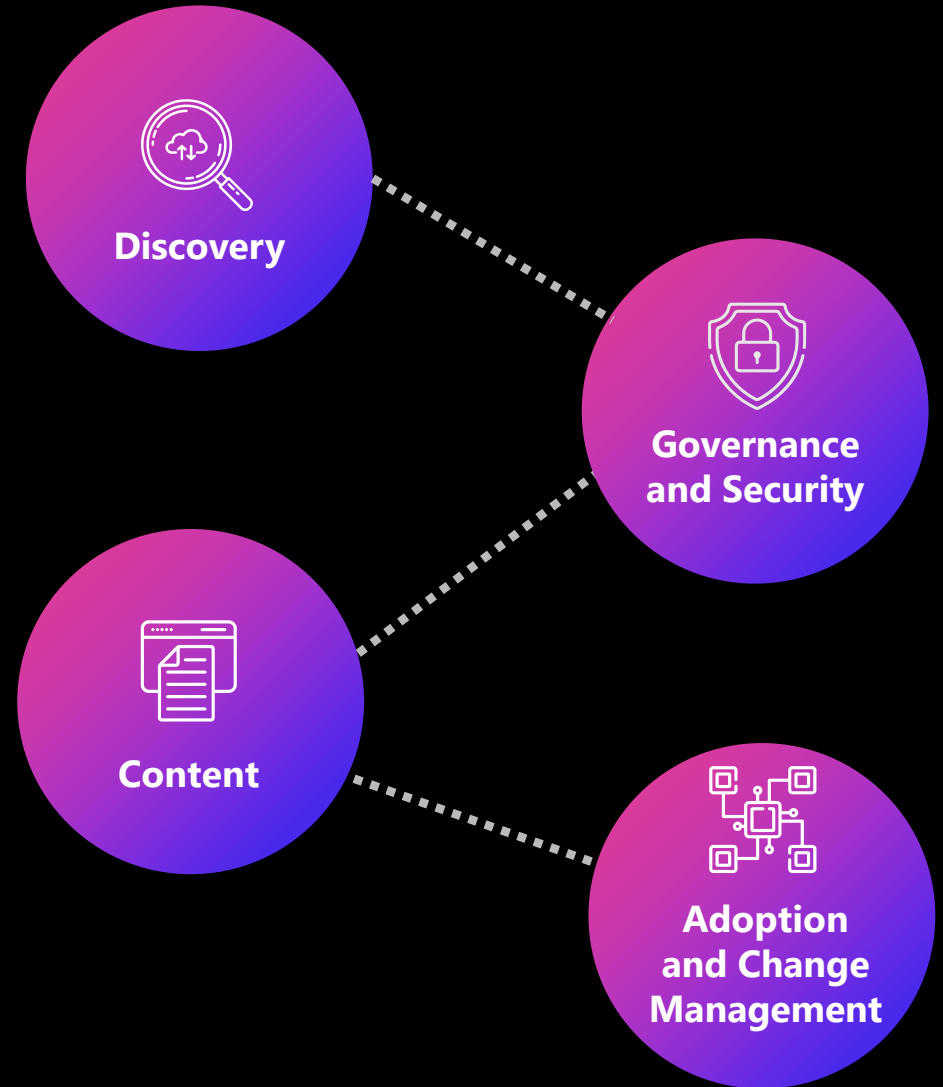 Discovery
Governance
and Security
Content
Adoption
and Change
Management